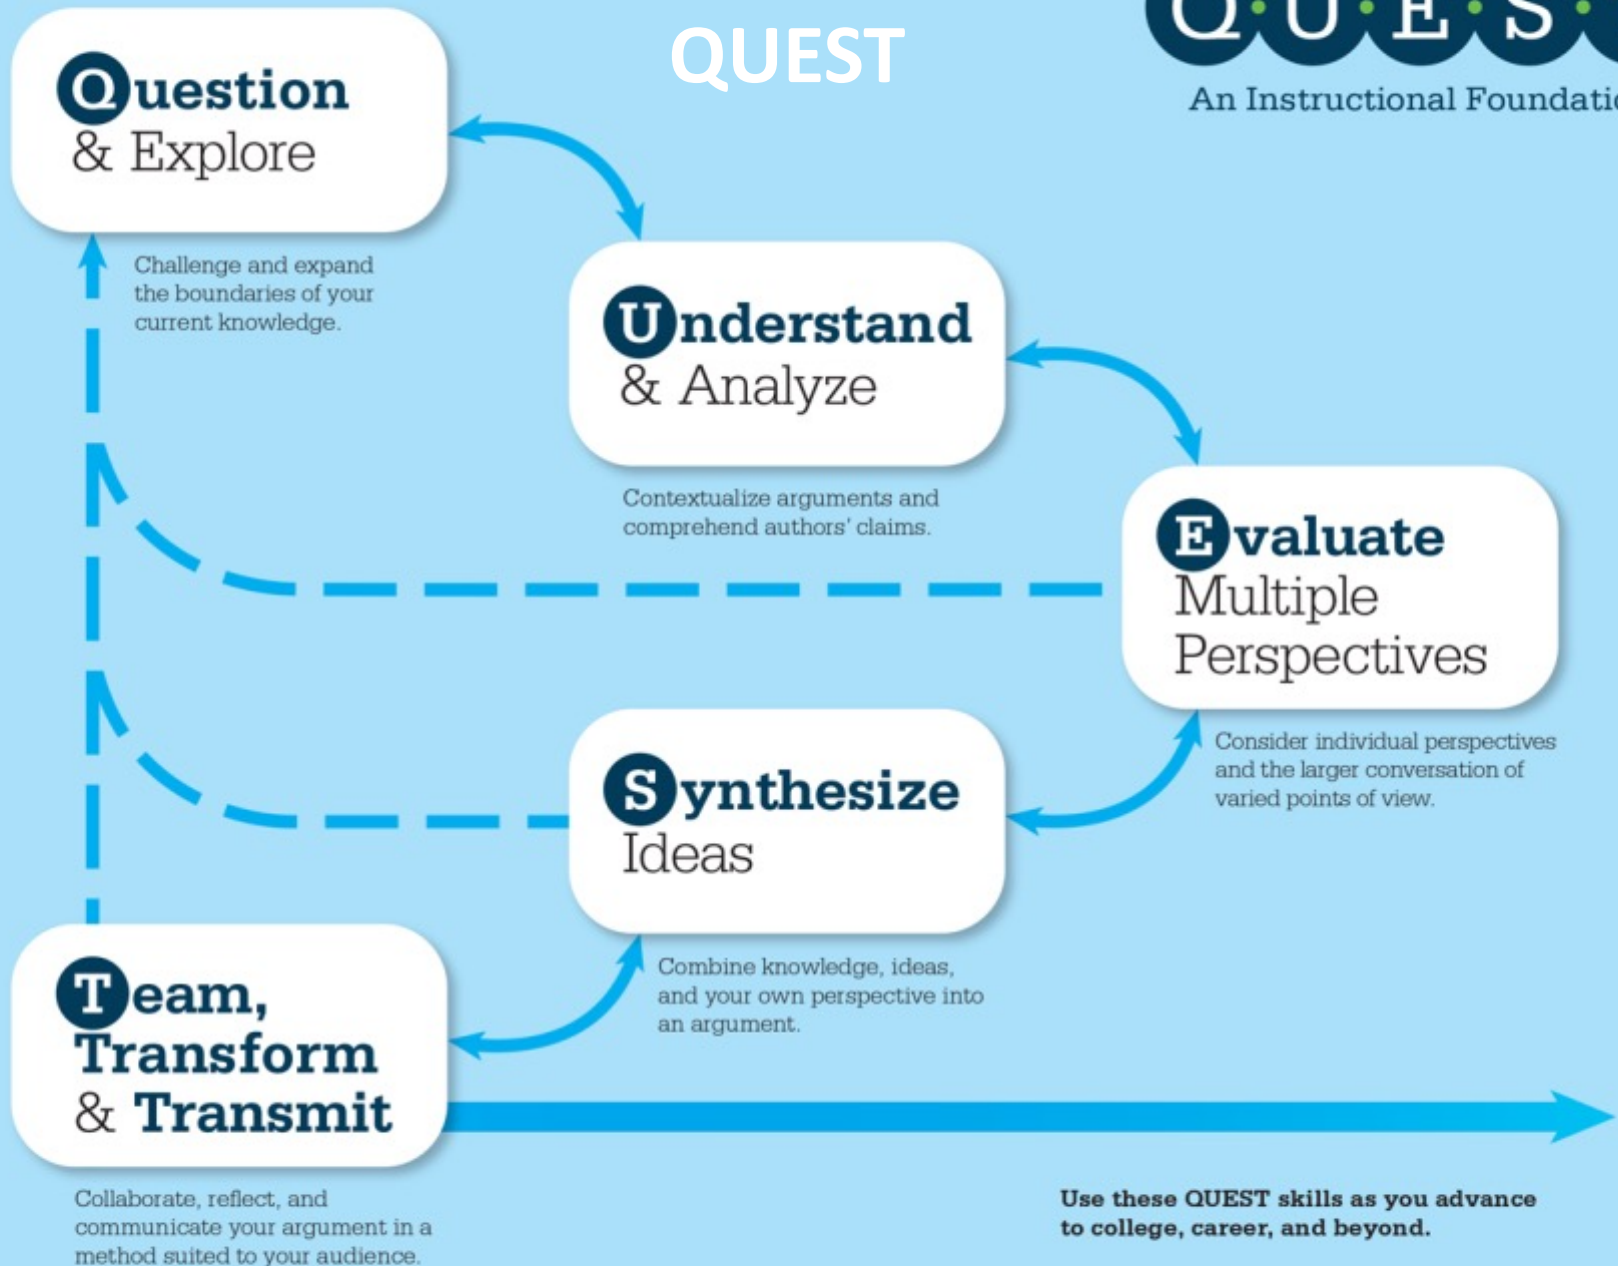 QUEST
Q·U·E·S·
An Instructional
Question
& Explore
Challenge and expand
the boundaries of your
current knowledge.
Understand
& Analyze
Contextualize arguments and
comprehend authors’ claims.
Evaluate
Multiple
Perspectives
Consider individual perspectives
and the larger conversation of
varied points of view.
Synthesize
Ideas
Combine knowledge, ideas,
and your own perspective into
an argument.
Team,
Transform
& Transmit
Collaborate, reflect, and
communicate your argument in a
method suited to your audience.
Use these QUEST skills as you advance
to college, career, and beyond.